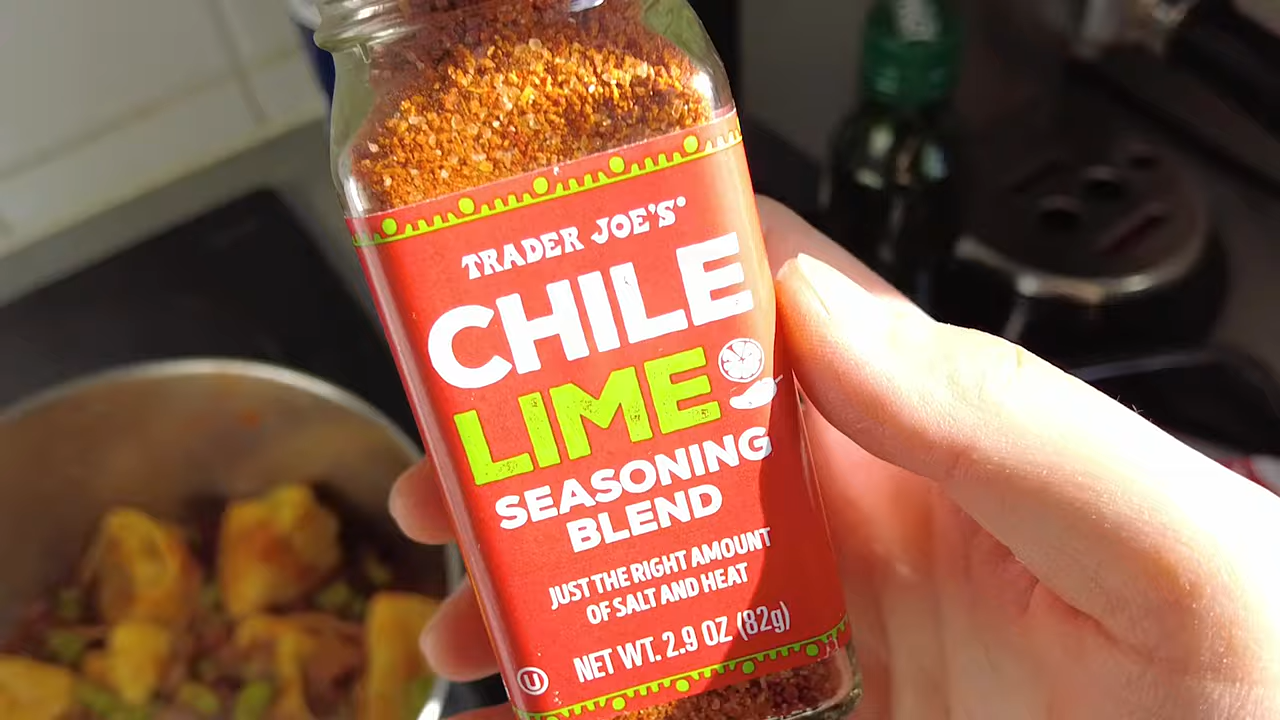 TRADER JOE'S
CHILE
LIME
SEASONING
BLEND
JUST THE RIGHT AMOUNT
OF SALT AND HEAT
NET WT. 2.9 OZ (82g)
U